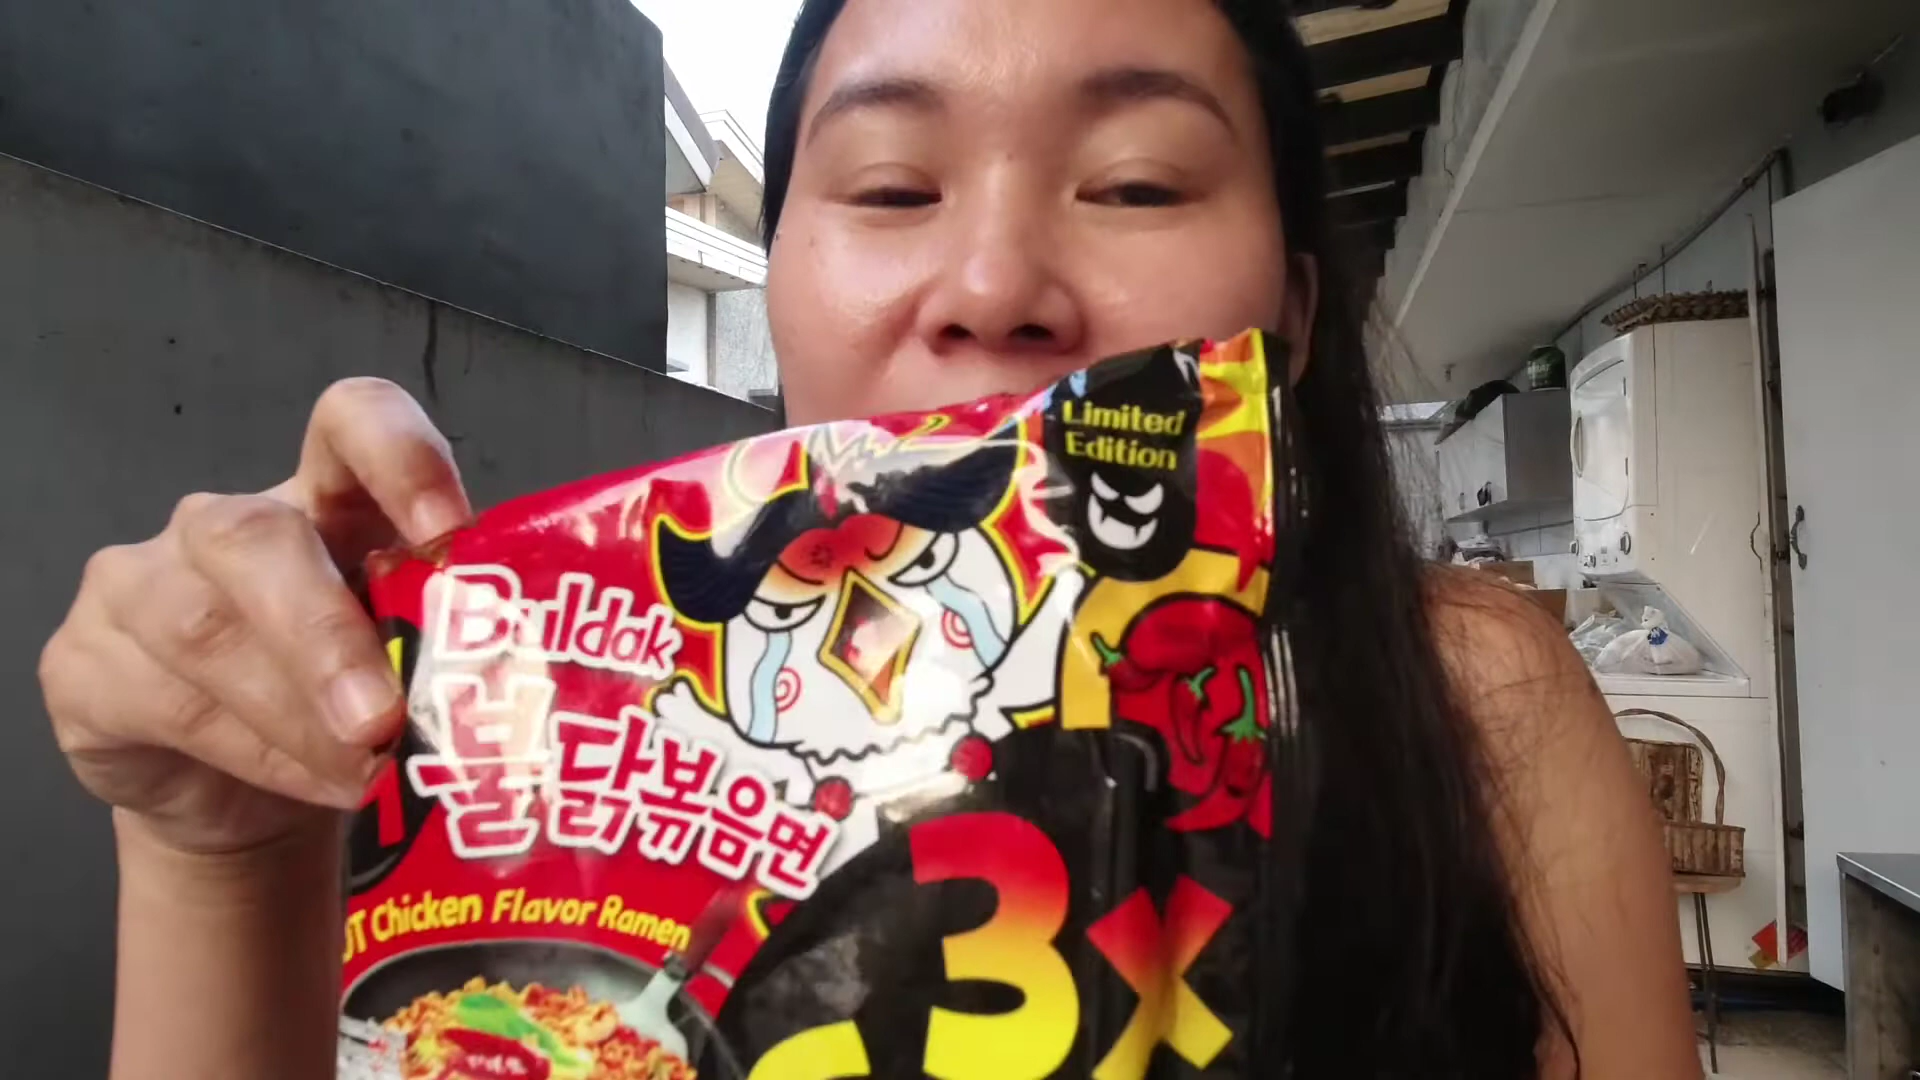 Limited
Edition
Buldak
불닭볶음면
Chicken Flavor Ramen
3x